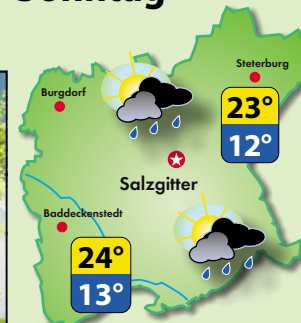 Sonntag
Steterburg
Burgdorf
23°
12°
Salzgitter
Baddeckenstedt
24°
13°